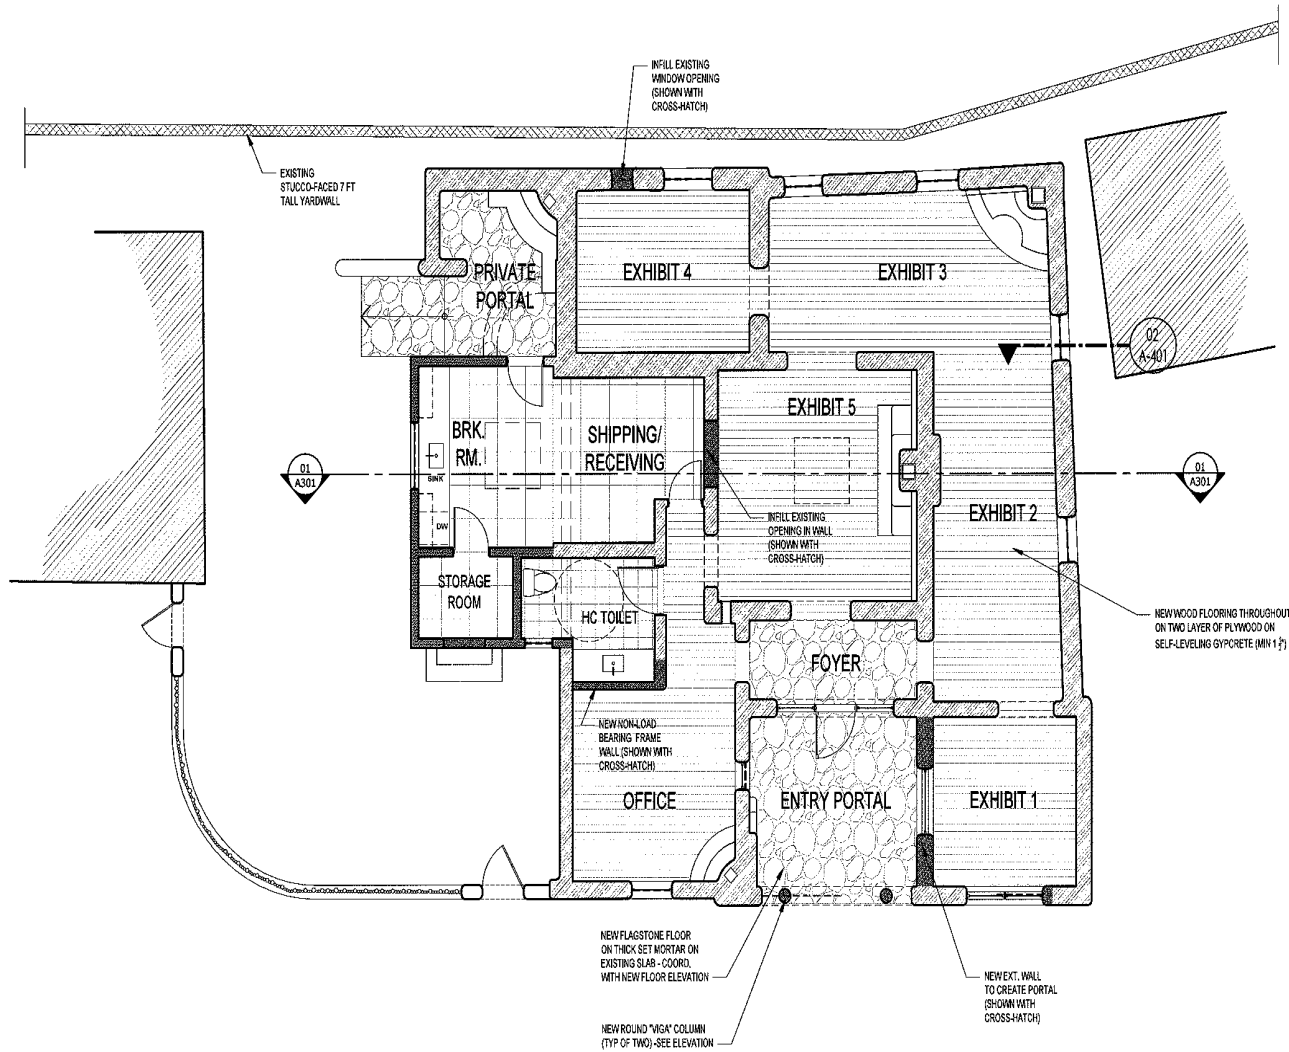 INFILL EXISTING
WINDOW OPENING
(SHOWN WITH
CROSS-HATCH)
EXISTING
STUCCO-FACED 7 FT
TALL YARDWALL
PRIVATE
PORTAL
EXHIBIT 4
EXHIBIT 3
02
A-401
EXHIBIT 5
BRK.
RM.
SHIPPING/
RECEIVING
SINK
DW
01
A301
01
A301
EXHIBIT 2
INFILL EXISTING
OPENING IN WALL
(SHOWN WITH
CROSS-HATCH)
STORAGE
ROOM
HC TOILET
NEW WOOD FLOORING THROUGHOUT
ON TWO LAYER OF PLYWOOD ON
SELF-LEVELING GYPCRETE (MIN 1 ½")
FOYER
NEW NON-LOAD
BEARING FRAME
WALL (SHOWN WITH
CROSS-HATCH)
OFFICE
ENTRY PORTAL
EXHIBIT 1
NEW FLAGSTONE FLOOR
ON THICK SET MORTAR ON
EXISTING SLAB - COORD.
WITH NEW FLOOR ELEVATION
NEW EXT. WALL
TO CREATE PORTAL
(SHOWN WITH
CROSS-HATCH)
NEW ROUND "VIGA" COLUMN
(TYP OF TWO) -SEE ELEVATION